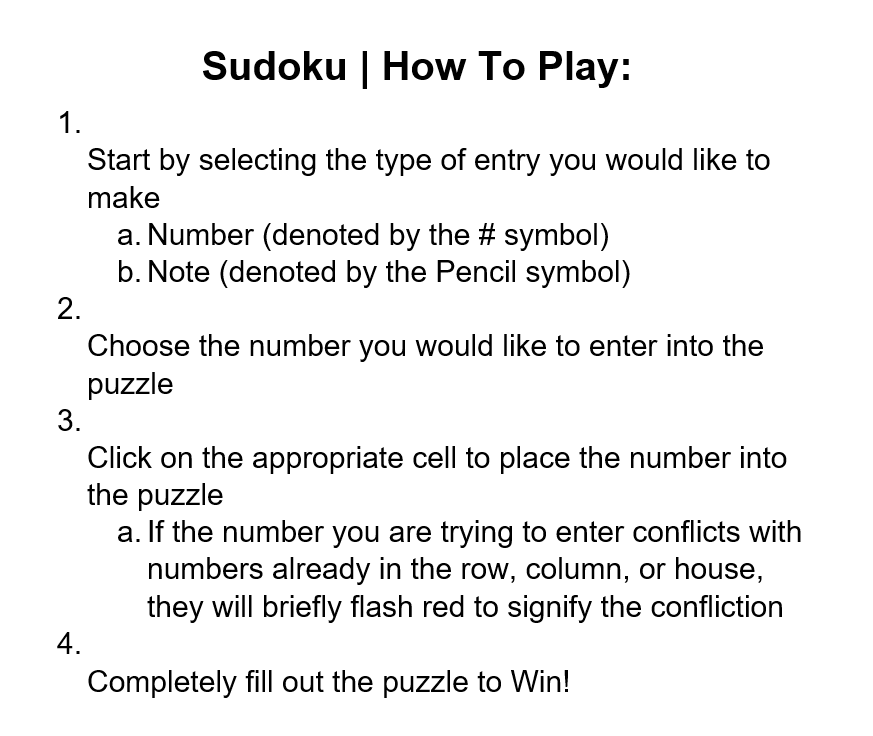 Sudoku | How To Play:
1.
Start by selecting the type of entry you would like to
make
a. Number (denoted by the # symbol)
b. Note (denoted by the Pencil symbol)
2.
Choose the number you would like to enter into the
puzzle
3.
Click on the appropriate cell to place the number into
the puzzle
a. If the number you are trying to enter conflicts with
numbers already in the row, column, or house,
they will briefly flash red to signify the confliction
4.
Completely fill out the puzzle to Win!